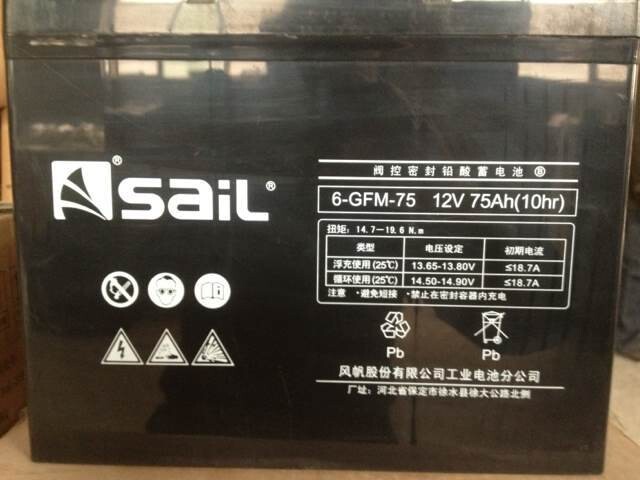 sail®
®
阀控密封铅酸蓄电池 Ⓑ
6-GFM-75 12V 75Ah(10hr)
扭矩: 14.7—19.6 N.m
类型 电压设定 初期电流
浮充使用(25℃) 13.65-13.80V ≤18.7A
循环使用(25℃) 14.50-14.90V ≤18.7A
注意 •避免短接 •禁止在密封容器内充电
Pb Pb
风帆股份有限公司工业电池分公司
厂址: 河北省保定市徐水县徐大公路北侧